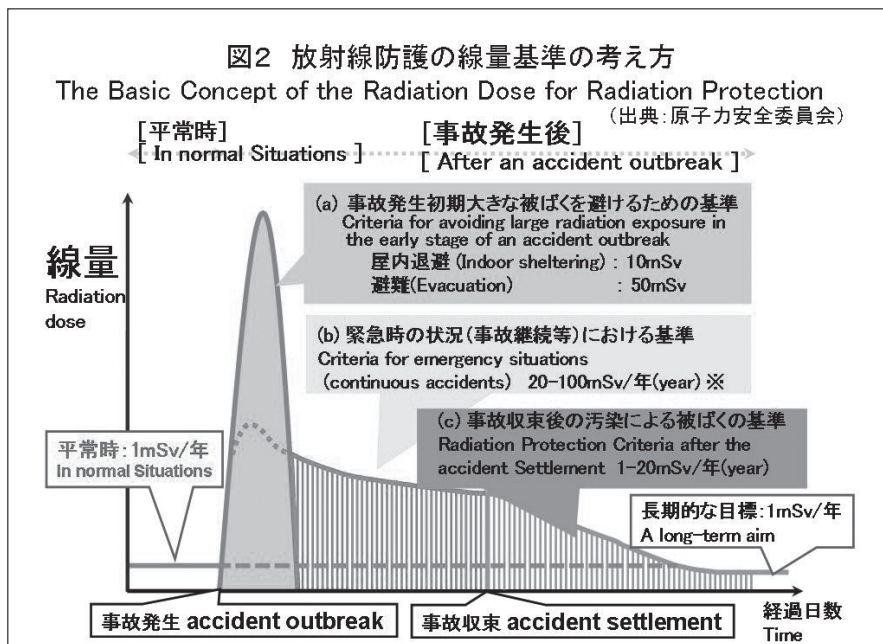 図2 放射線防護の線量基準の考え方
The Basic Concept of the Radiation Dose for Radiation Protection
(出典:原子力安全委員会)
[平常時]
[ In normal Situations ]
[事故発生後]
[ After an accident outbreak ]
線量
Radiation
dose
(a) 事故発生初期大きな被ばくを避けるための基準
Criteria for avoiding large radiation exposure in
the early stage of an accident outbreak
屋内退避 (Indoor sheltering) : 10mSv
避難(Evacuation) : 50mSv
(b) 緊急時の状況(事故継続等)における基準
Criteria for emergency situations
(continuous accidents) 20-100mSv/年(year) ※
(c) 事故収束後の汚染による被ばくの基準
Radiation Protection Criteria after the
accident Settlement 1-20mSv/年(year)
平常時:1mSv/年
In normal Situations
長期的な目標:1mSv/年
A long-term aim
事故発生 accident outbreak
事故収束 accident settlement
経過日数
Time